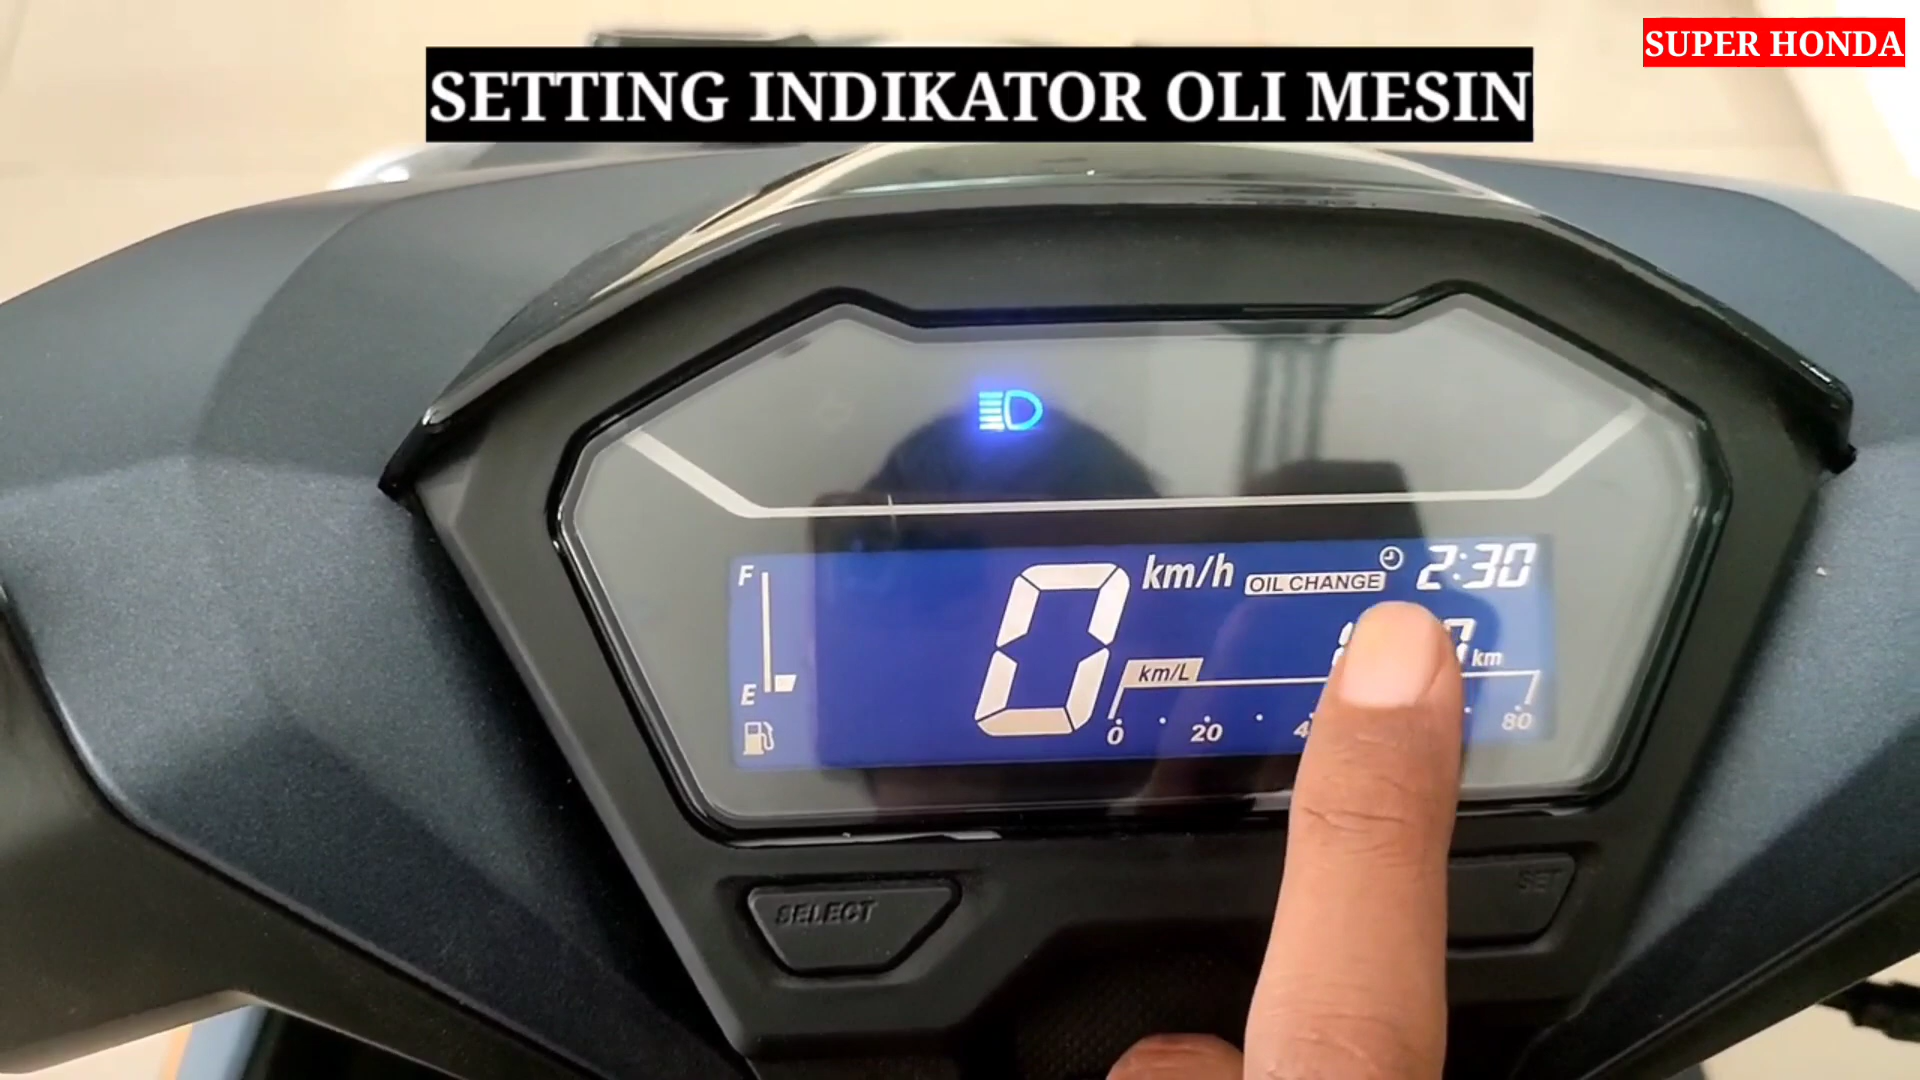 SUPER HONDA
SETTING INDIKATOR OLI MESIN
F
km/h
OIL CHANGE
2:30
0
km
km/L
E
0 20 80
SELECT
SET